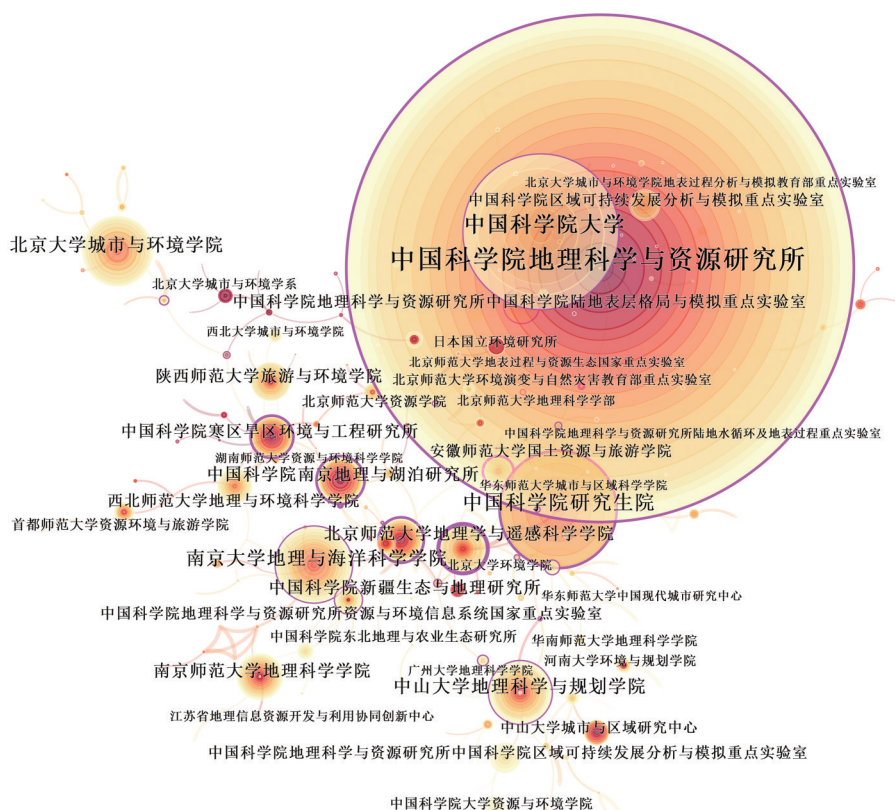 北京大学城市与环境学院地表过程分析与模拟教育部重点实验室
中国科学院区域可持续发展分析与模拟重点实验室
中国科学院大学
北京大学城市与环境学院
中国科学院地理科学与资源研究所
北京大学城市与环境学系
中国科学院地理科学与资源研究所中国科学院陆地表层格局与模拟重点实验室
西北大学城市与环境学院
日本国立环境研究所
北京师范大学地表过程与资源生态国家重点实验室
陕西师范大学旅游与环境学院
北京师范大学环境演变与自然灾害教育部重点实验室
北京师范大学资源学院
北京师范大学地理科学学部
中国科学院寒区旱区环境与工程研究所
中国科学院地理科学与资源研究所陆地水循环及地表过程重点实验室
安徽师范大学国土资源与旅游学院
湖南师范大学资源与环境科学学院
中国科学院南京地理与湖泊研究所
华东师范大学城市与区域科学学院
西北师范大学地理与环境科学学院
中国科学院研究生院
首都师范大学资源环境与旅游学院
北京师范大学地理学与遥感科学学院
南京大学地理与海洋科学学院
北京大学环境学院
中国科学院新疆生态与地理研究所
华东师范大学中国现代城市研究中心
中国科学院地理科学与资源研究所资源与环境信息系统国家重点实验室
中国科学院东北地理与农业生态研究所
华南师范大学地理科学学院
河南大学环境与规划学院
南京师范大学地理科学学院
广州大学地理科学学院
中山大学地理科学与规划学院
江苏省地理信息资源开发与利用协同创新中心
中山大学城市与区域研究中心
中国科学院地理科学与资源研究所中国科学院区域可持续发展分析与模拟重点实验室
中国科学院大学资源与环境学院